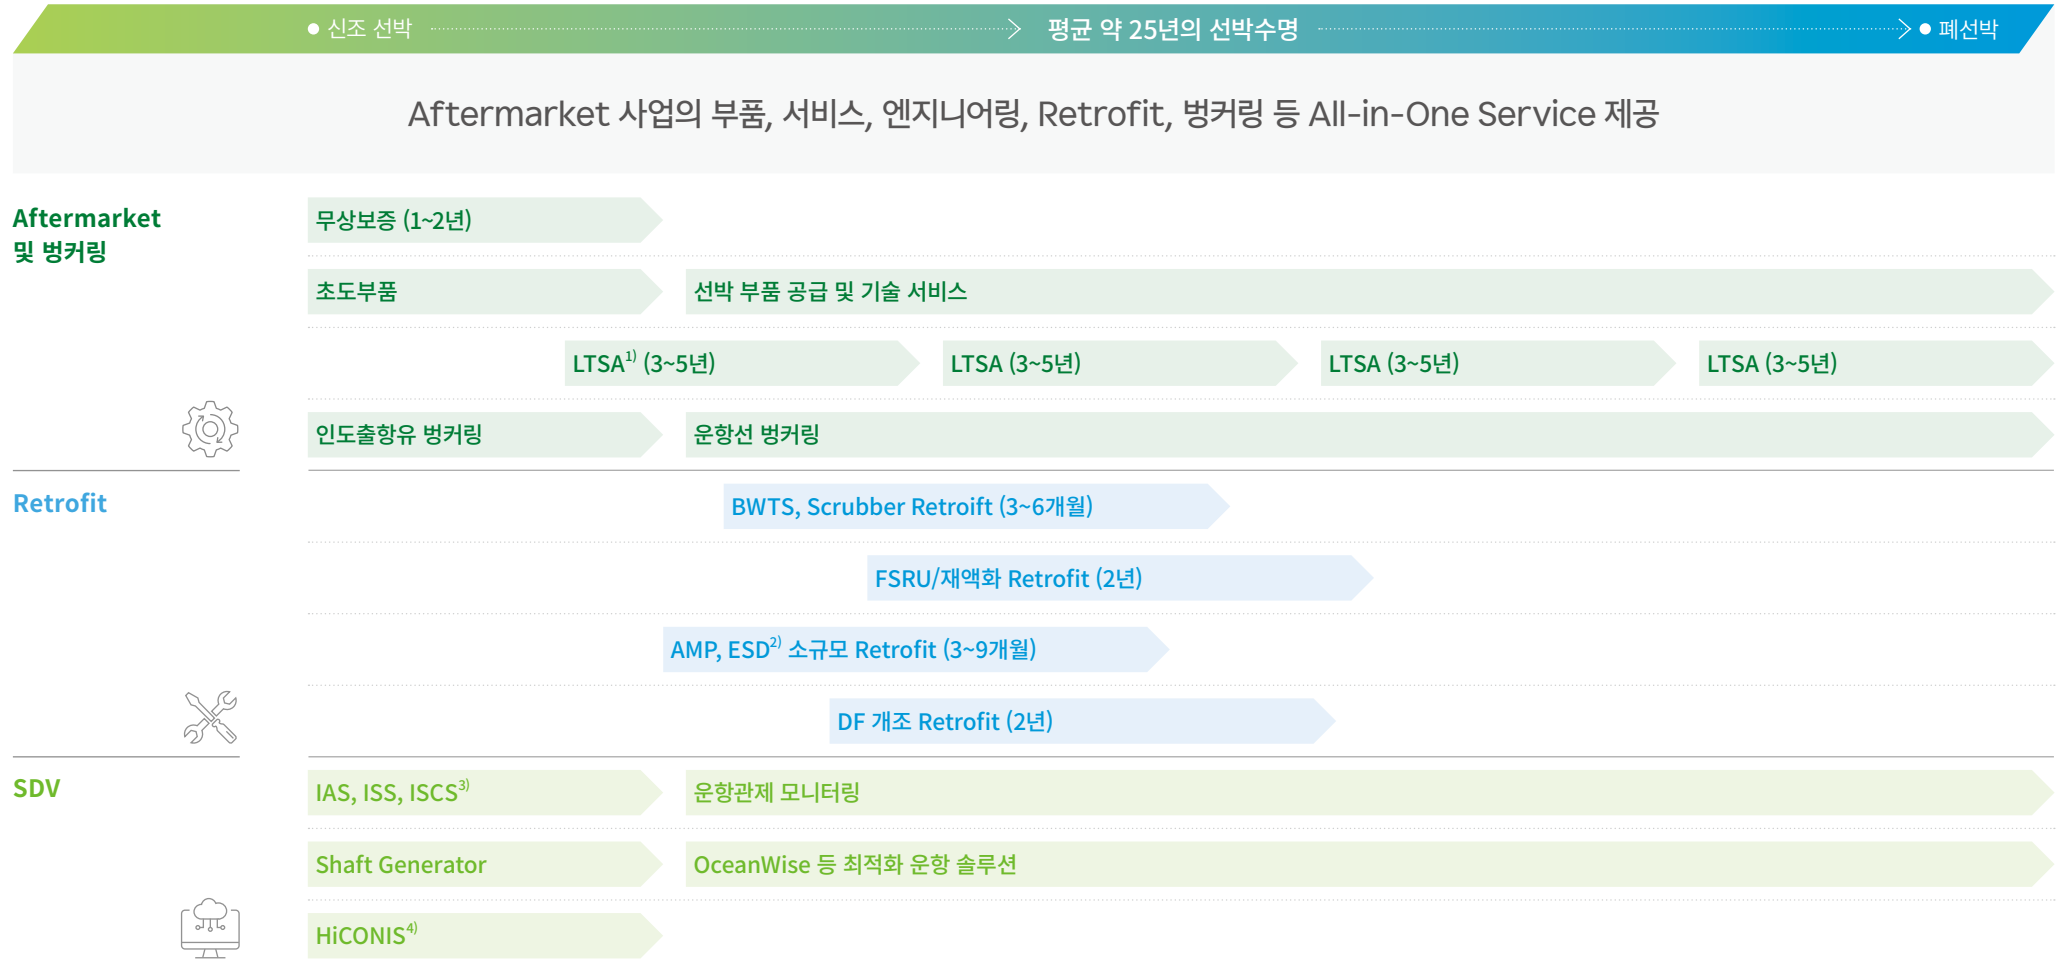 신조 선박
평균 약 25년의 선박수명
폐선박
Aftermarket 사업의 부품, 서비스, 엔지니어링, Retrofit, 벙커링 등 All-in-One Service 제공
Aftermarket
및 벙커링
무상보증 (1~2년)
초도부품
선박 부품 공급 및 기술 서비스
LTSA1) (3~5년)
LTSA (3~5년)
LTSA (3~5년)
LTSA (3~5년)
인도출항유 벙커링
운항선 벙커링
Retrofit
BWTS, Scrubber Retroift (3~6개월)
FSRU/재액화 Retrofit (2년)
AMP, ESD2) 소규모 Retrofit (3~9개월)
DF 개조 Retrofit (2년)
SDV
IAS, ISS, ISCS3)
운항관제 모니터링
Shaft Generator
OceanWise 등 최적화 운항 솔루션
HiCONIS4)